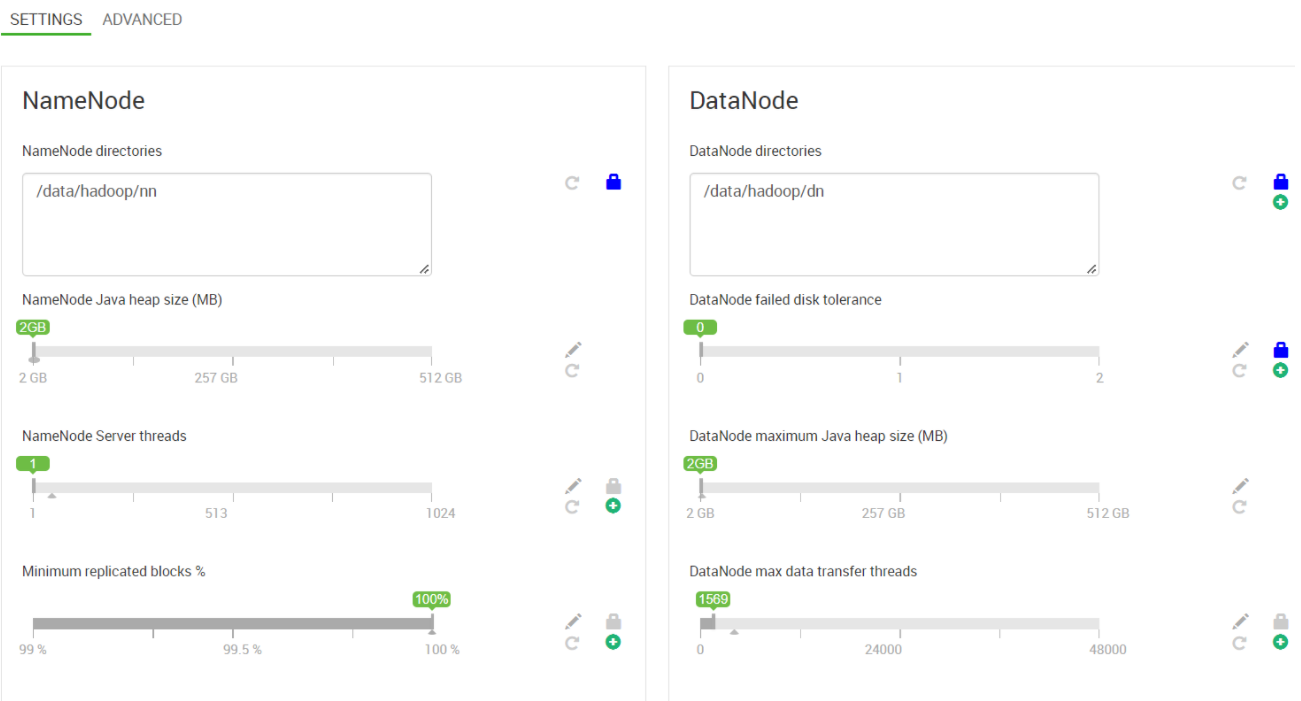 SETTINGS ADVANCED
NameNode
NameNode directories
/data/hadoop/nn
NameNode Java heap size (MB)
2GB
2 GB 257 GB 512 GB
NameNode Server threads
1
1 513 1024
Minimum replicated blocks %
100%
99 % 99.5 % 100 %
DataNode
DataNode directories
/data/hadoop/dn
DataNode failed disk tolerance
0
0 1 2
DataNode maximum Java heap size (MB)
2GB
2 GB 257 GB 512 GB
DataNode max data transfer threads
1569
0 24000 48000